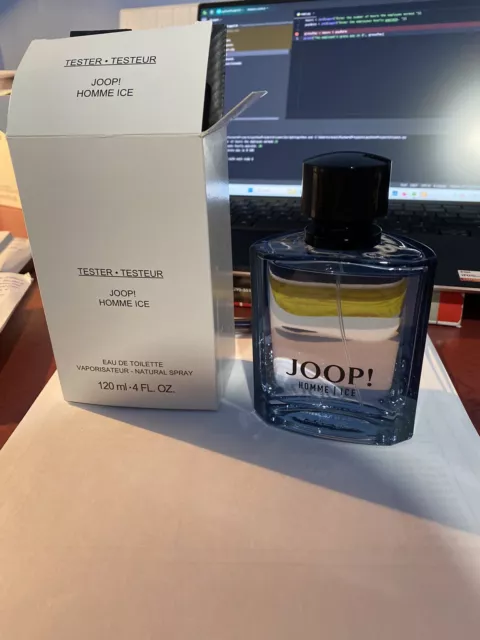 TESTER • TESTEUR
JOOP!
HOMME ICE
TESTER • TESTEUR
JOOP!
HOMME ICE
EAU DE TOILETTE
VAPORISATEUR - NATURAL SPRAY
120 ml · 4 FL. OZ.
JOOP!
HOMME | ICE